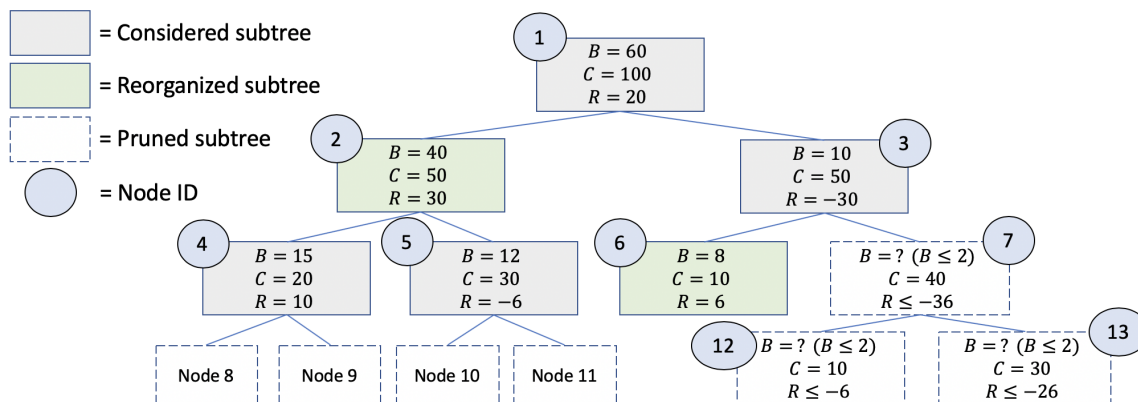 = Considered subtree
= Reorganized subtree
= Pruned subtree
= Node ID
1
B = 60
C = 100
R = 20
2
B = 40
C = 50
R = 30
3
B = 10
C = 50
R = −30
4
B = 15
C = 20
R = 10
5
B = 12
C = 30
R = −6
6
B = 8
C = 10
R = 6
7
B = ? (B ≤ 2)
C = 40
R ≤ −36
Node 8
Node 9
Node 10
Node 11
12
B = ? (B ≤ 2)
C = 10
R ≤ −6
13
B = ? (B ≤ 2)
C = 30
R ≤ −26